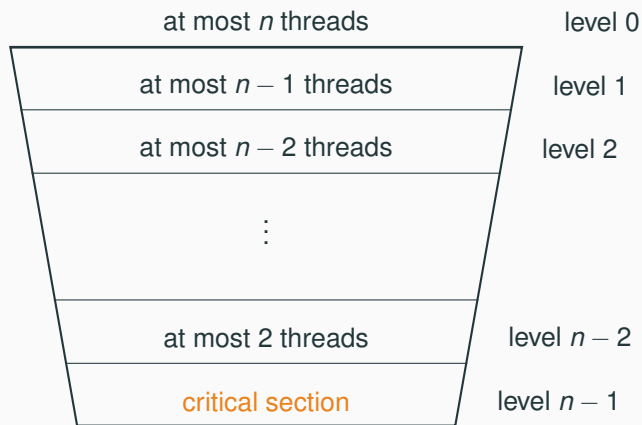 at most n threads level 0
at most n − 1 threads level 1
at most n − 2 threads level 2
⋮
at most 2 threads level n − 2
critical section level n − 1